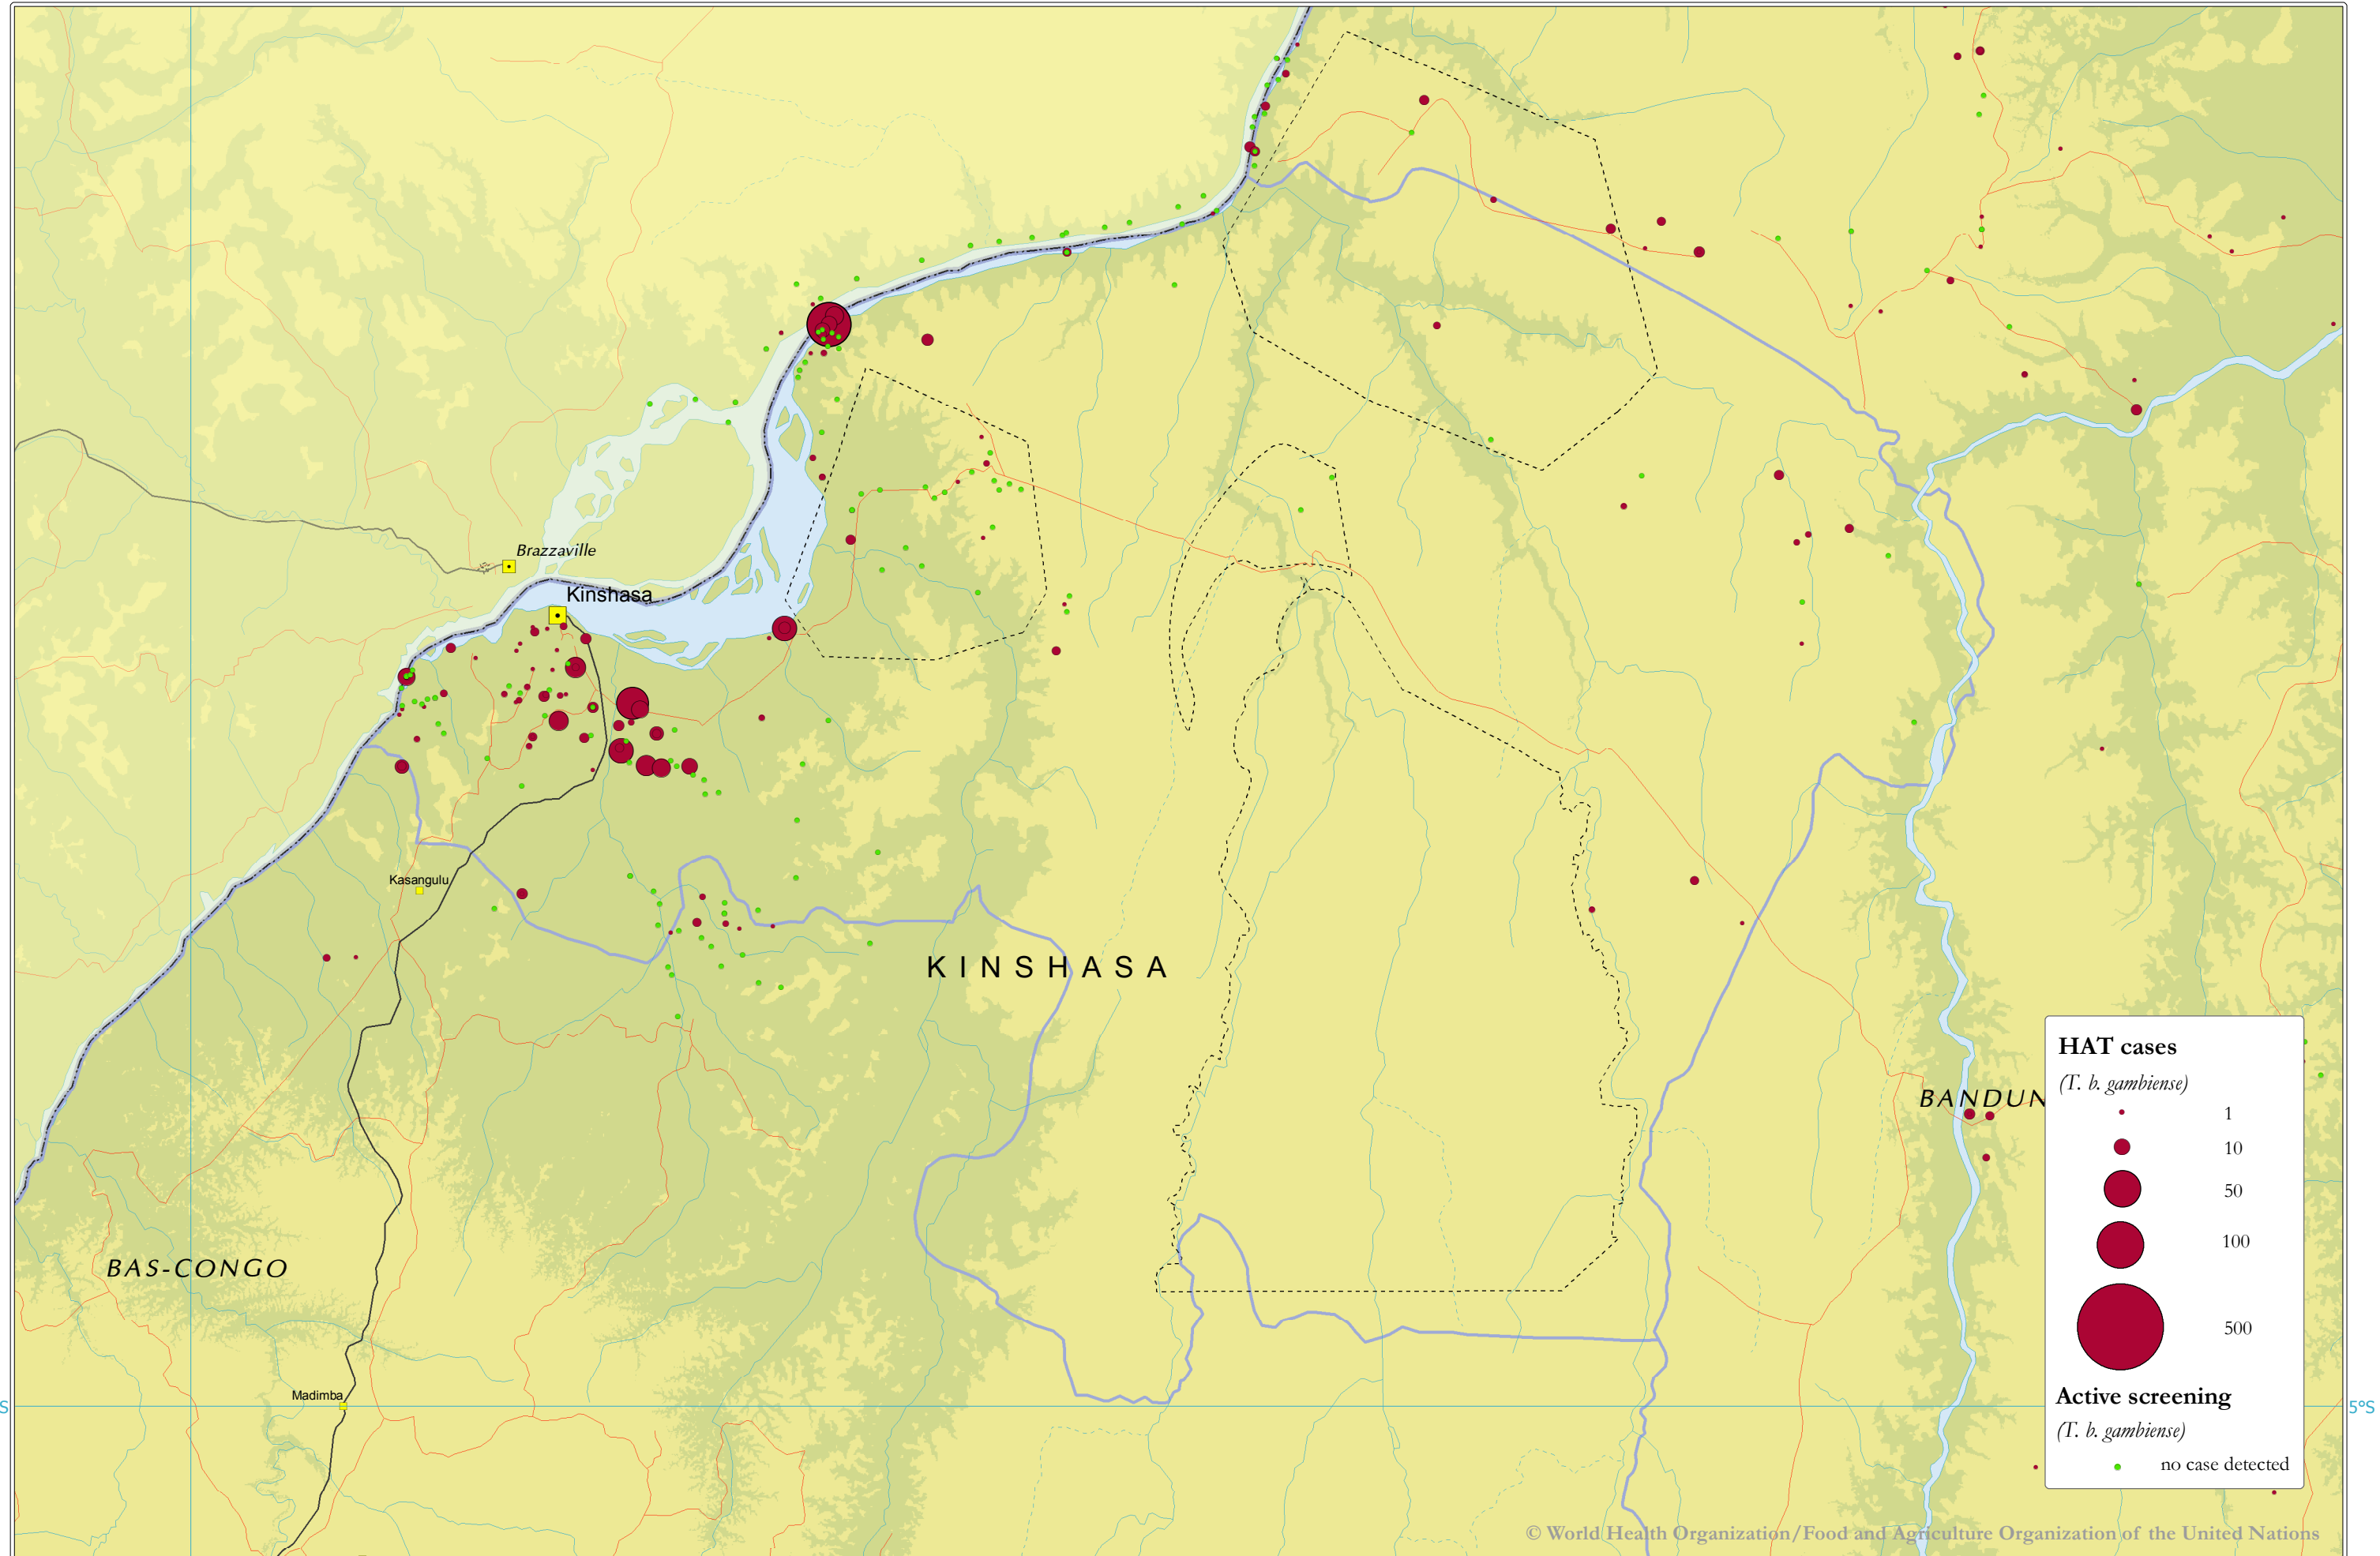 Brazzaville
Kinshasa
Kasangulu
KINSHASA
BANDUN
BAS-CONGO
Madimba
S
5°S
HAT cases
(T. b. gambiense)
1
10
50
100
500
Active screening
(T. b. gambiense)
no case detected
© World Health Organization/Food and Agriculture Organization of the United Nations